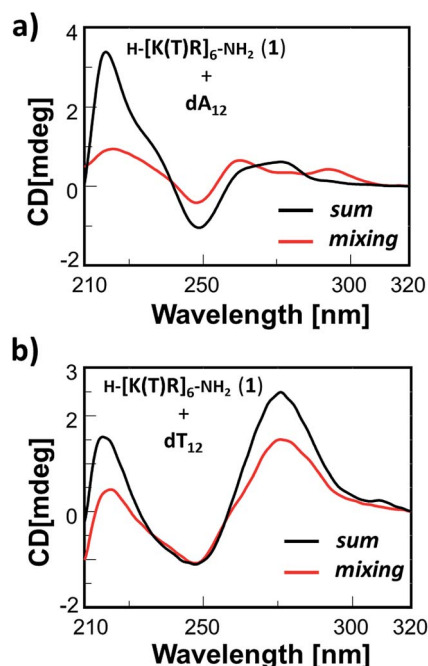 a)
4
2
0
-2
CD[mdeg]
H-[K(T)R]₆-NH₂ (1)
+
dA₁₂
sum
mixing
210
250
300
320
Wavelength [nm]
b)
3
2
0
-2
CD[mdeg]
H-[K(T)R]₆-NH₂ (1)
+
dT₁₂
sum
mixing
210
250
300
320
Wavelength [nm]